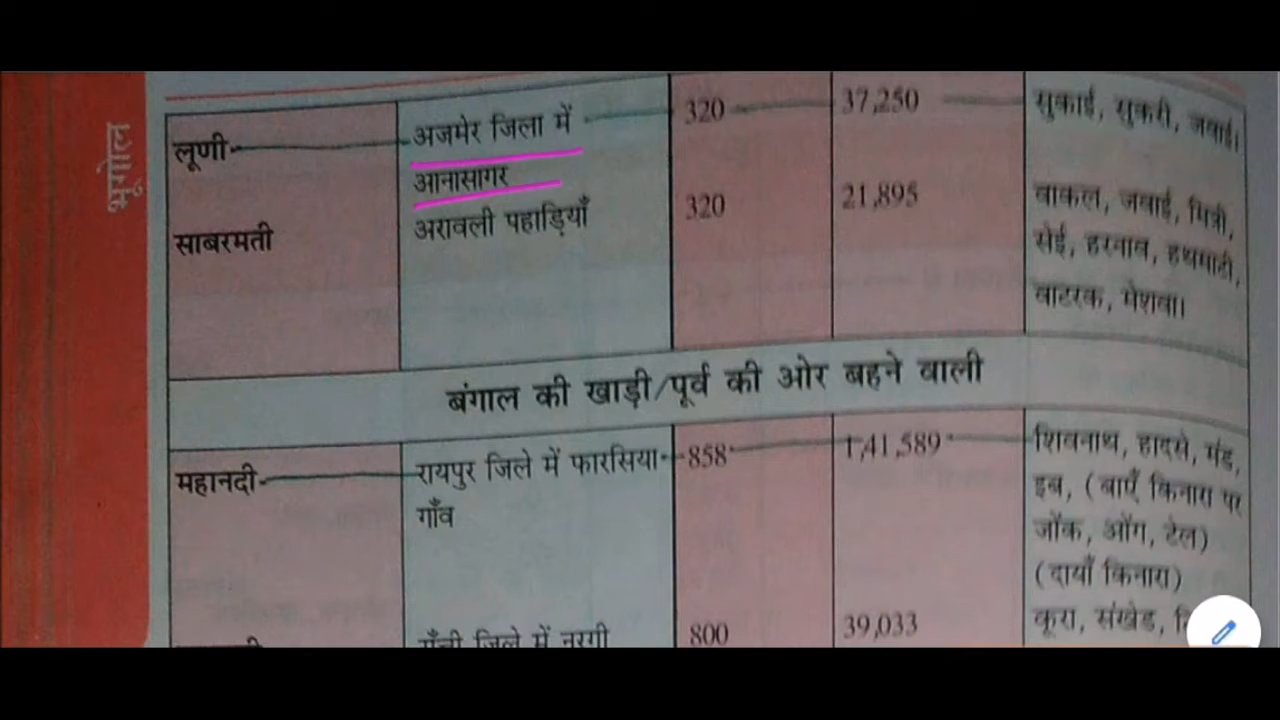 भूगोल
लूणी
अजमेर जिला में
आनासागर
320
37,250
सुकाई, सुकरी, जवाई।
साबरमती
अरावली पहाड़ियाँ
320
21,895
वाकल, जवाई, मित्री,
सेई, हरनाव, हथमाटी,
वाटरक, मेशवा।
बंगाल की खाड़ी/पूर्व की ओर बहने वाली
महानदी
रायपुर जिले में फारसिया
गाँव
858
1,41,589
शिवनाथ, हादसे, मंड,
इब, (बाएँ किनारा पर
जोंक, ओंग, टेल)
(दायाँ किनारा)
जिले में नरगी
800
39,033
कूरा, संखेड,